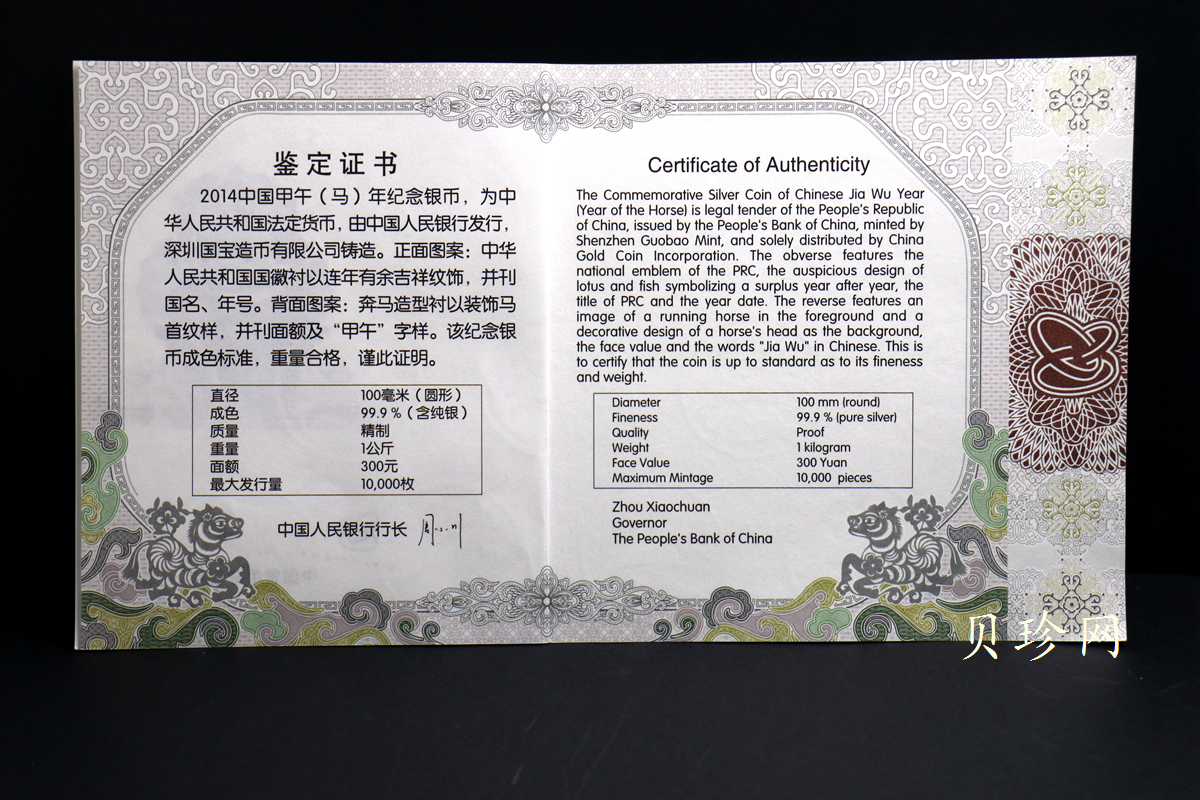 鉴定证书
2014中国甲午（马）年纪念银币，为中
华人民共和国法定货币，由中国人民银行发行，
深圳国宝造币有限公司铸造。正面图案：中华
人民共和国国徽衬以连年有余吉祥纹饰，并刊
国名、年号。背面图案：奔马造型衬以装饰马
首纹样，并刊面额及“甲午”字样。该纪念银
币成色标准，重量合格，谨此证明。
直径 100毫米（圆形）
成色 99.9％（含纯银）
质量 精制
重量 1公斤
面额 300元
最大发行量 10,000枚
中国人民银行行长
Certificate of Authenticity
The Commemorative Silver Coin of Chinese Jia Wu Year
(Year of the Horse) is legal tender of the People's Republic
of China, issued by the People's Bank of China, minted by
Shenzhen Guobao Mint, and solely distributed by China
Gold Coin Incorporation. The obverse features the
national emblem of the PRC, the auspicious design of
lotus and fish symbolizing a surplus year after year, the
title of PRC and the year date. The reverse features an
image of a running horse in the foreground and a
decorative design of a horse's head as the background,
the face value and the words "Jia Wu" in Chinese. This is
to certify that the coin is up to standard as to its fineness
and weight.
Diameter 100 mm (round)
Fineness 99.9 % (pure silver)
Quality Proof
Weight 1 kilogram
Face Value 300 Yuan
Maximum Mintage 10,000 pieces
Zhou Xiaochuan
Governor
The People's Bank of China
贝珍网